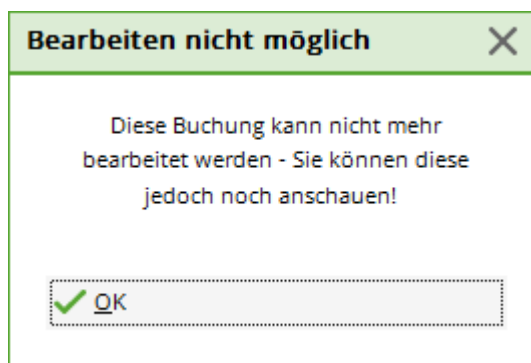 Bearbeiten nicht möglich
Diese Buchung kann nicht mehr
bearbeitet werden - Sie können diese
jedoch noch anschauen!
OK